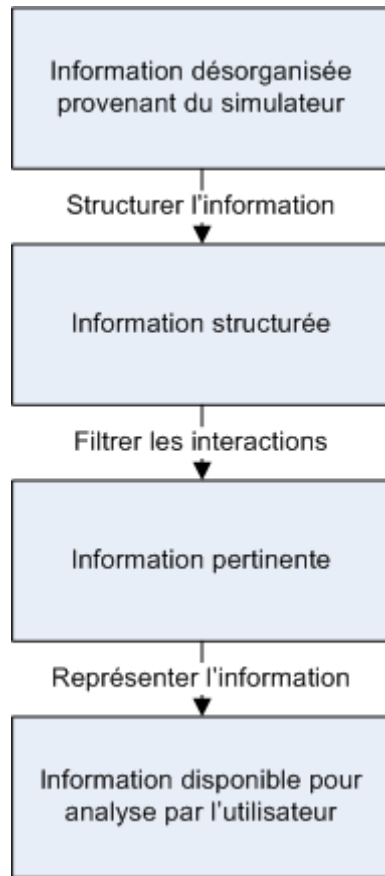 Information désorganisée
provenant du simulateur
Structurer l'information
Information structurée
Filtrer les interactions
Information pertinente
Représenter l'information
Information disponible pour
analyse par l'utilisateur